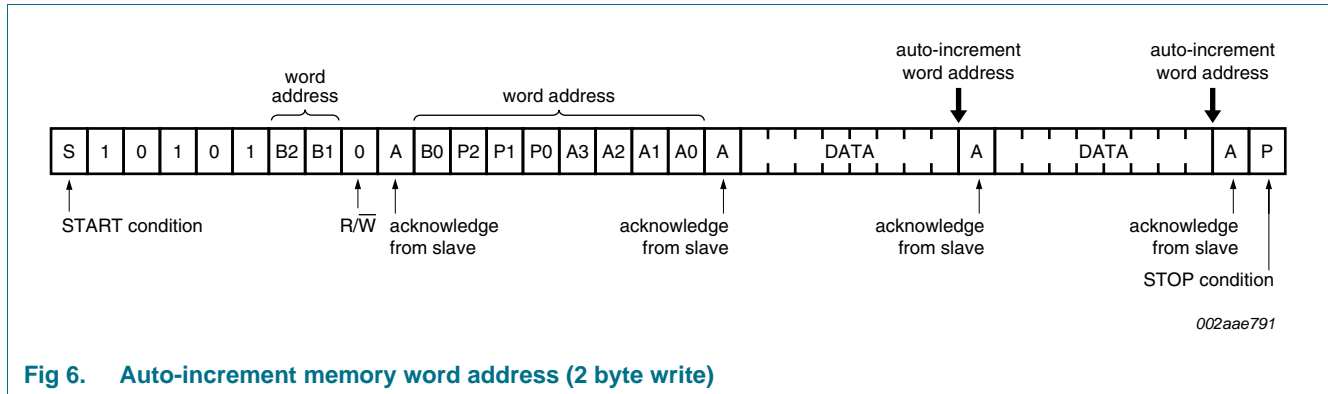 auto-increment
word address
auto-increment
word address
word
address
word address
S 1 0 1 0 1 B2 B1 0 A B0 P2 P1 P0 A3 A2 A1 A0 A DATA A DATA A P
START condition
R/W̅
acknowledge
from slave
acknowledge
from slave
acknowledge
from slave
acknowledge
from slave
STOP condition
002aae791
Fig 6. Auto-increment memory word address (2 byte write)